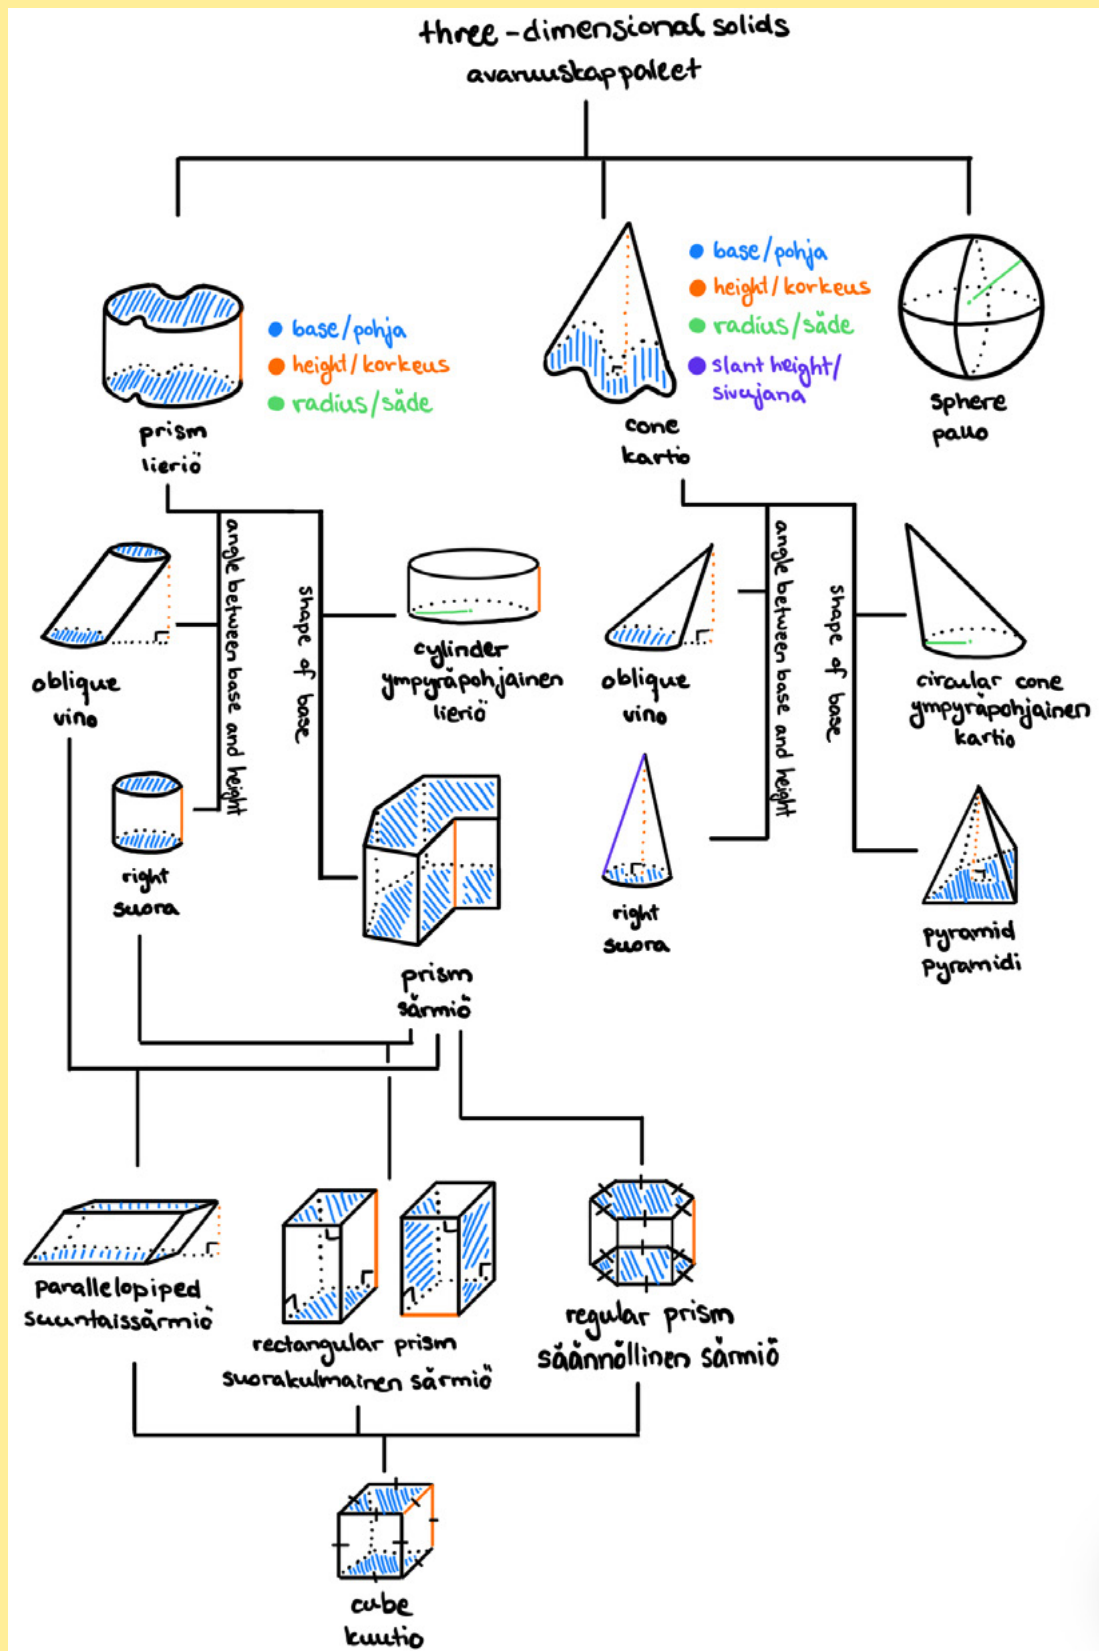 three-dimensional solids
avaruuskappaleet
base/pohja
height/korkeus
radius/säde
prism
lieriö
base/pohja
height/korkeus
radius/säde
slant height/
sivujana
cone
kartio
sphere
pallo
angle between base and height
shape of base
oblique
vino
cylinder
ympyräpohjainen
lieriö
right
suora
prism
särmiö
angle between base and height
shape of base
oblique
vino
circular cone
ympyräpohjainen
kartio
right
suora
pyramid
pyramidi
parallelopiped
suuntaissärmiö
rectangular prism
suorakulmainen särmiö
regular prism
säännöllinen särmiö
cube
kuutio